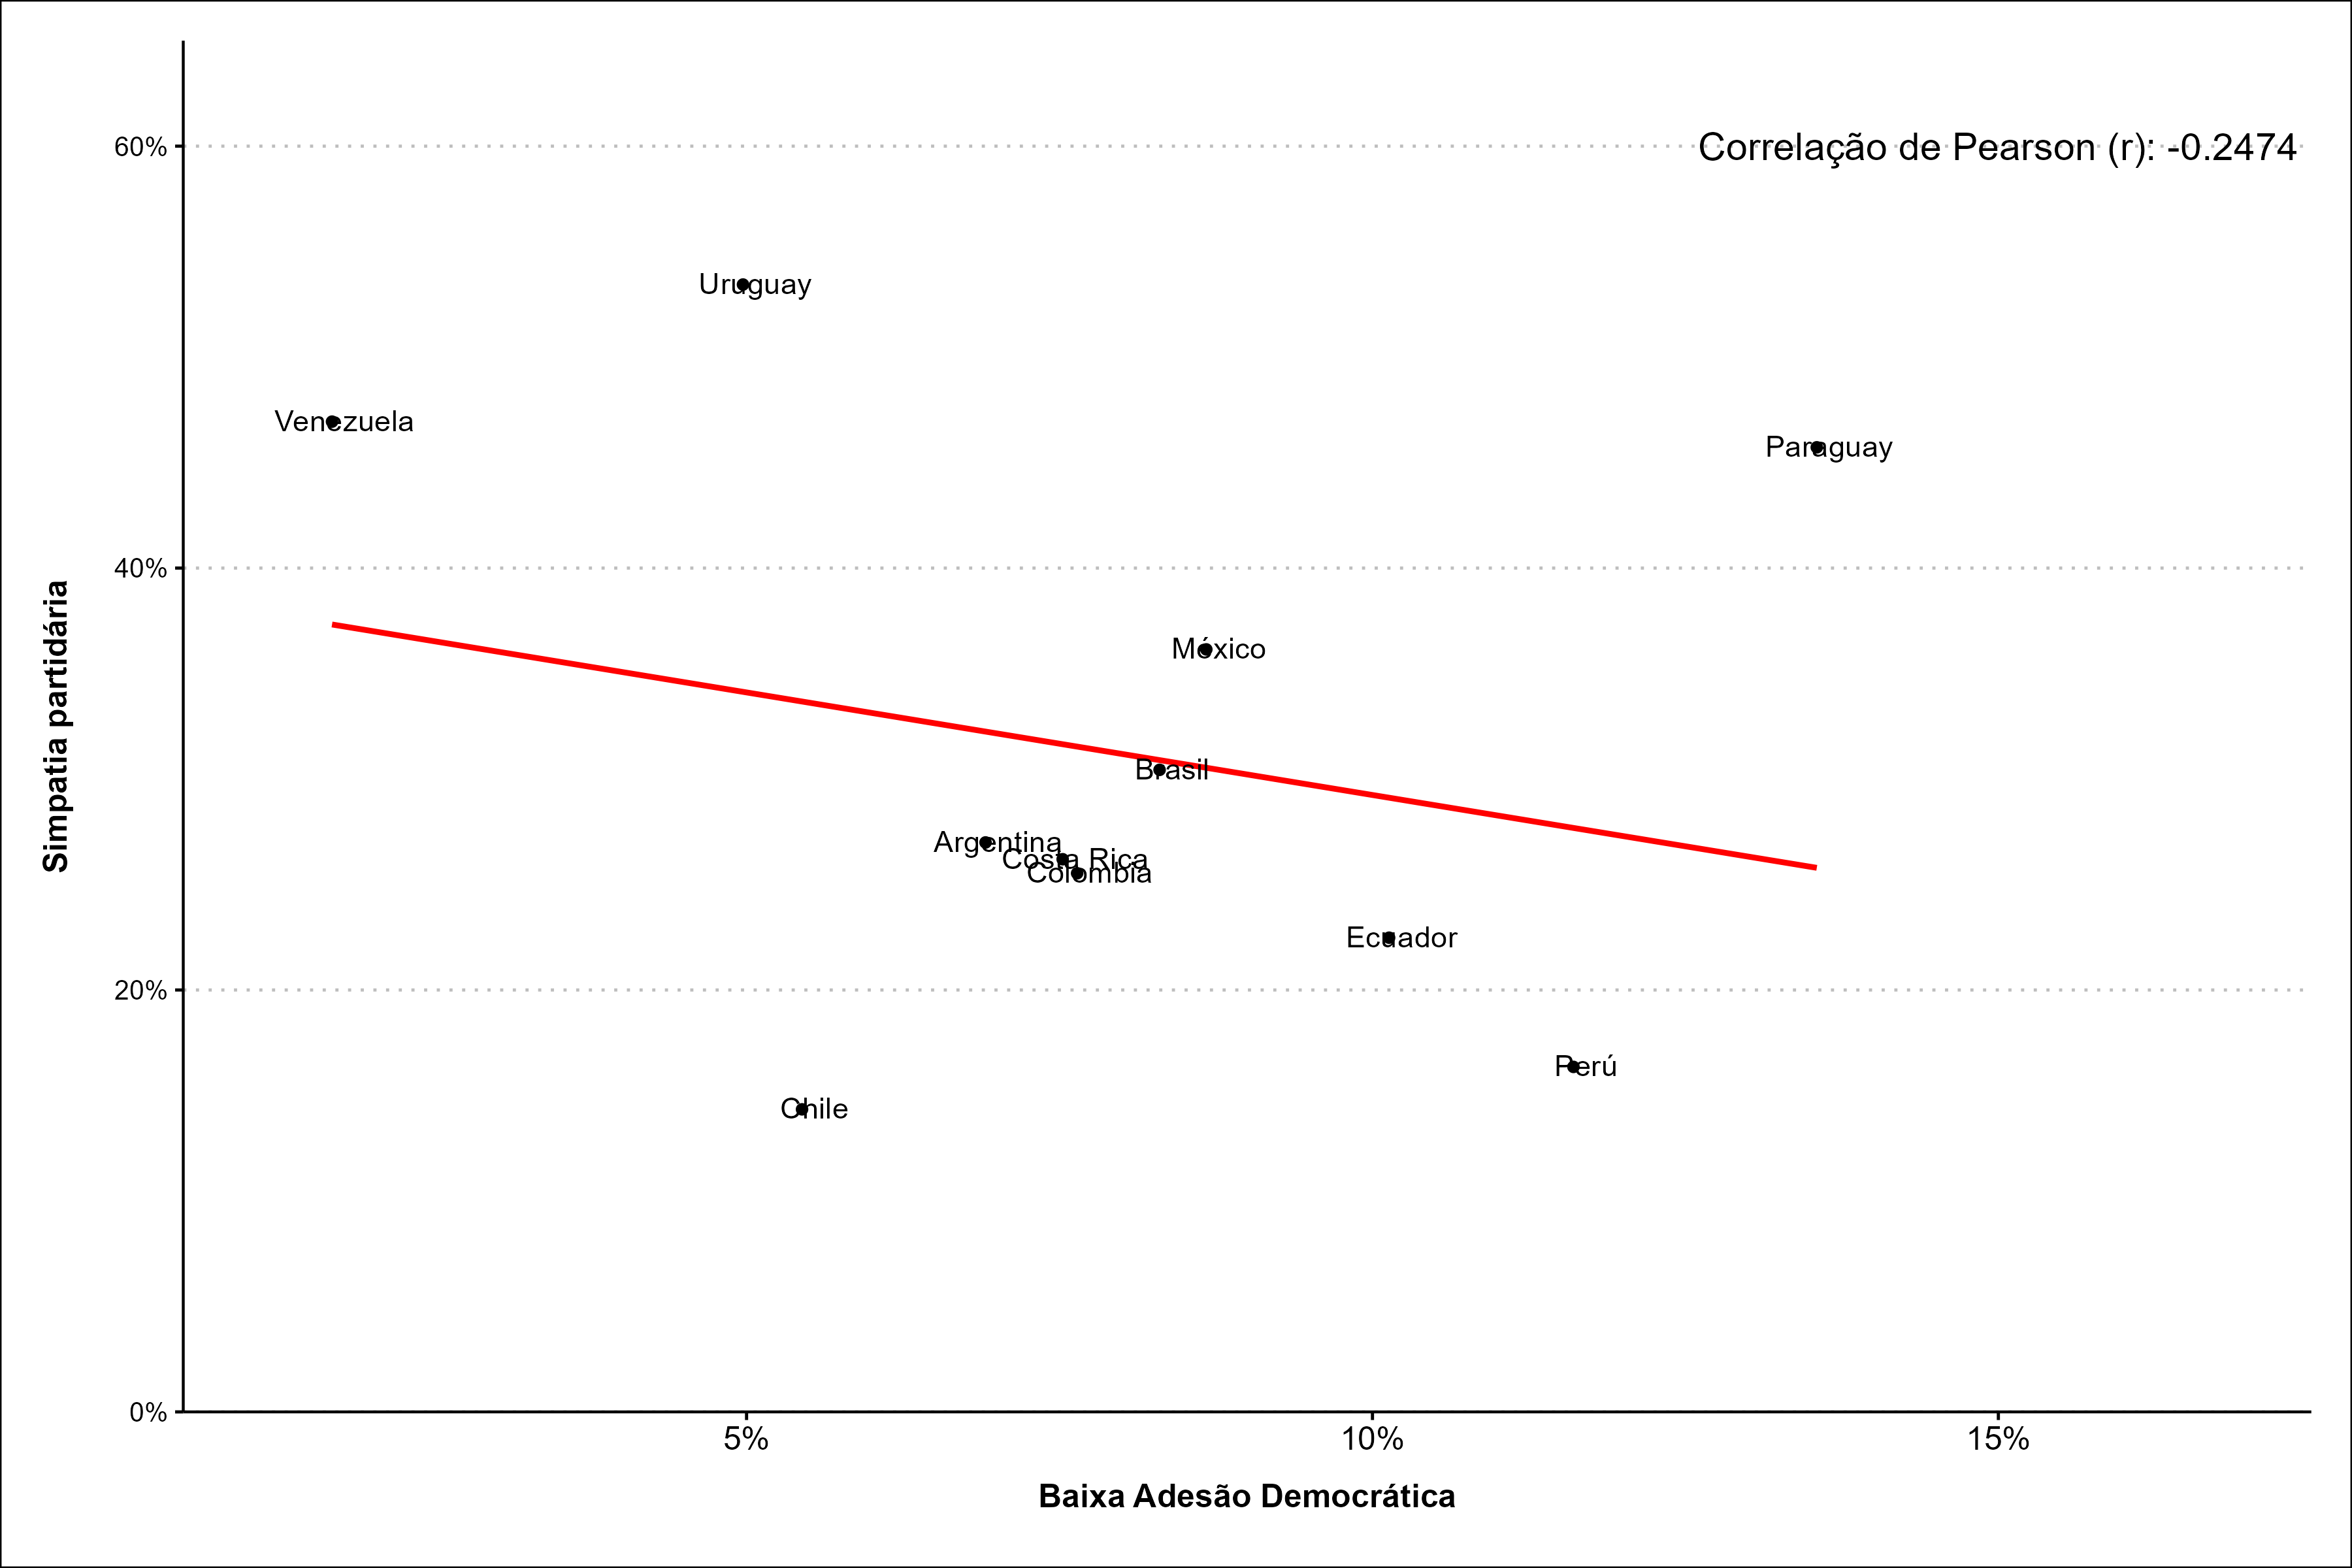 60%
Correlação de Pearson (r): -0.2474
Uruguay
Venezuela
Paraguay
40%
México
Brasil
Argentina
Costa Rica
Colombia
Ecuador
20%
Perú
Chile
0%
5%
10%
15%
Simpatia partidária
Baixa Adesão Democrática